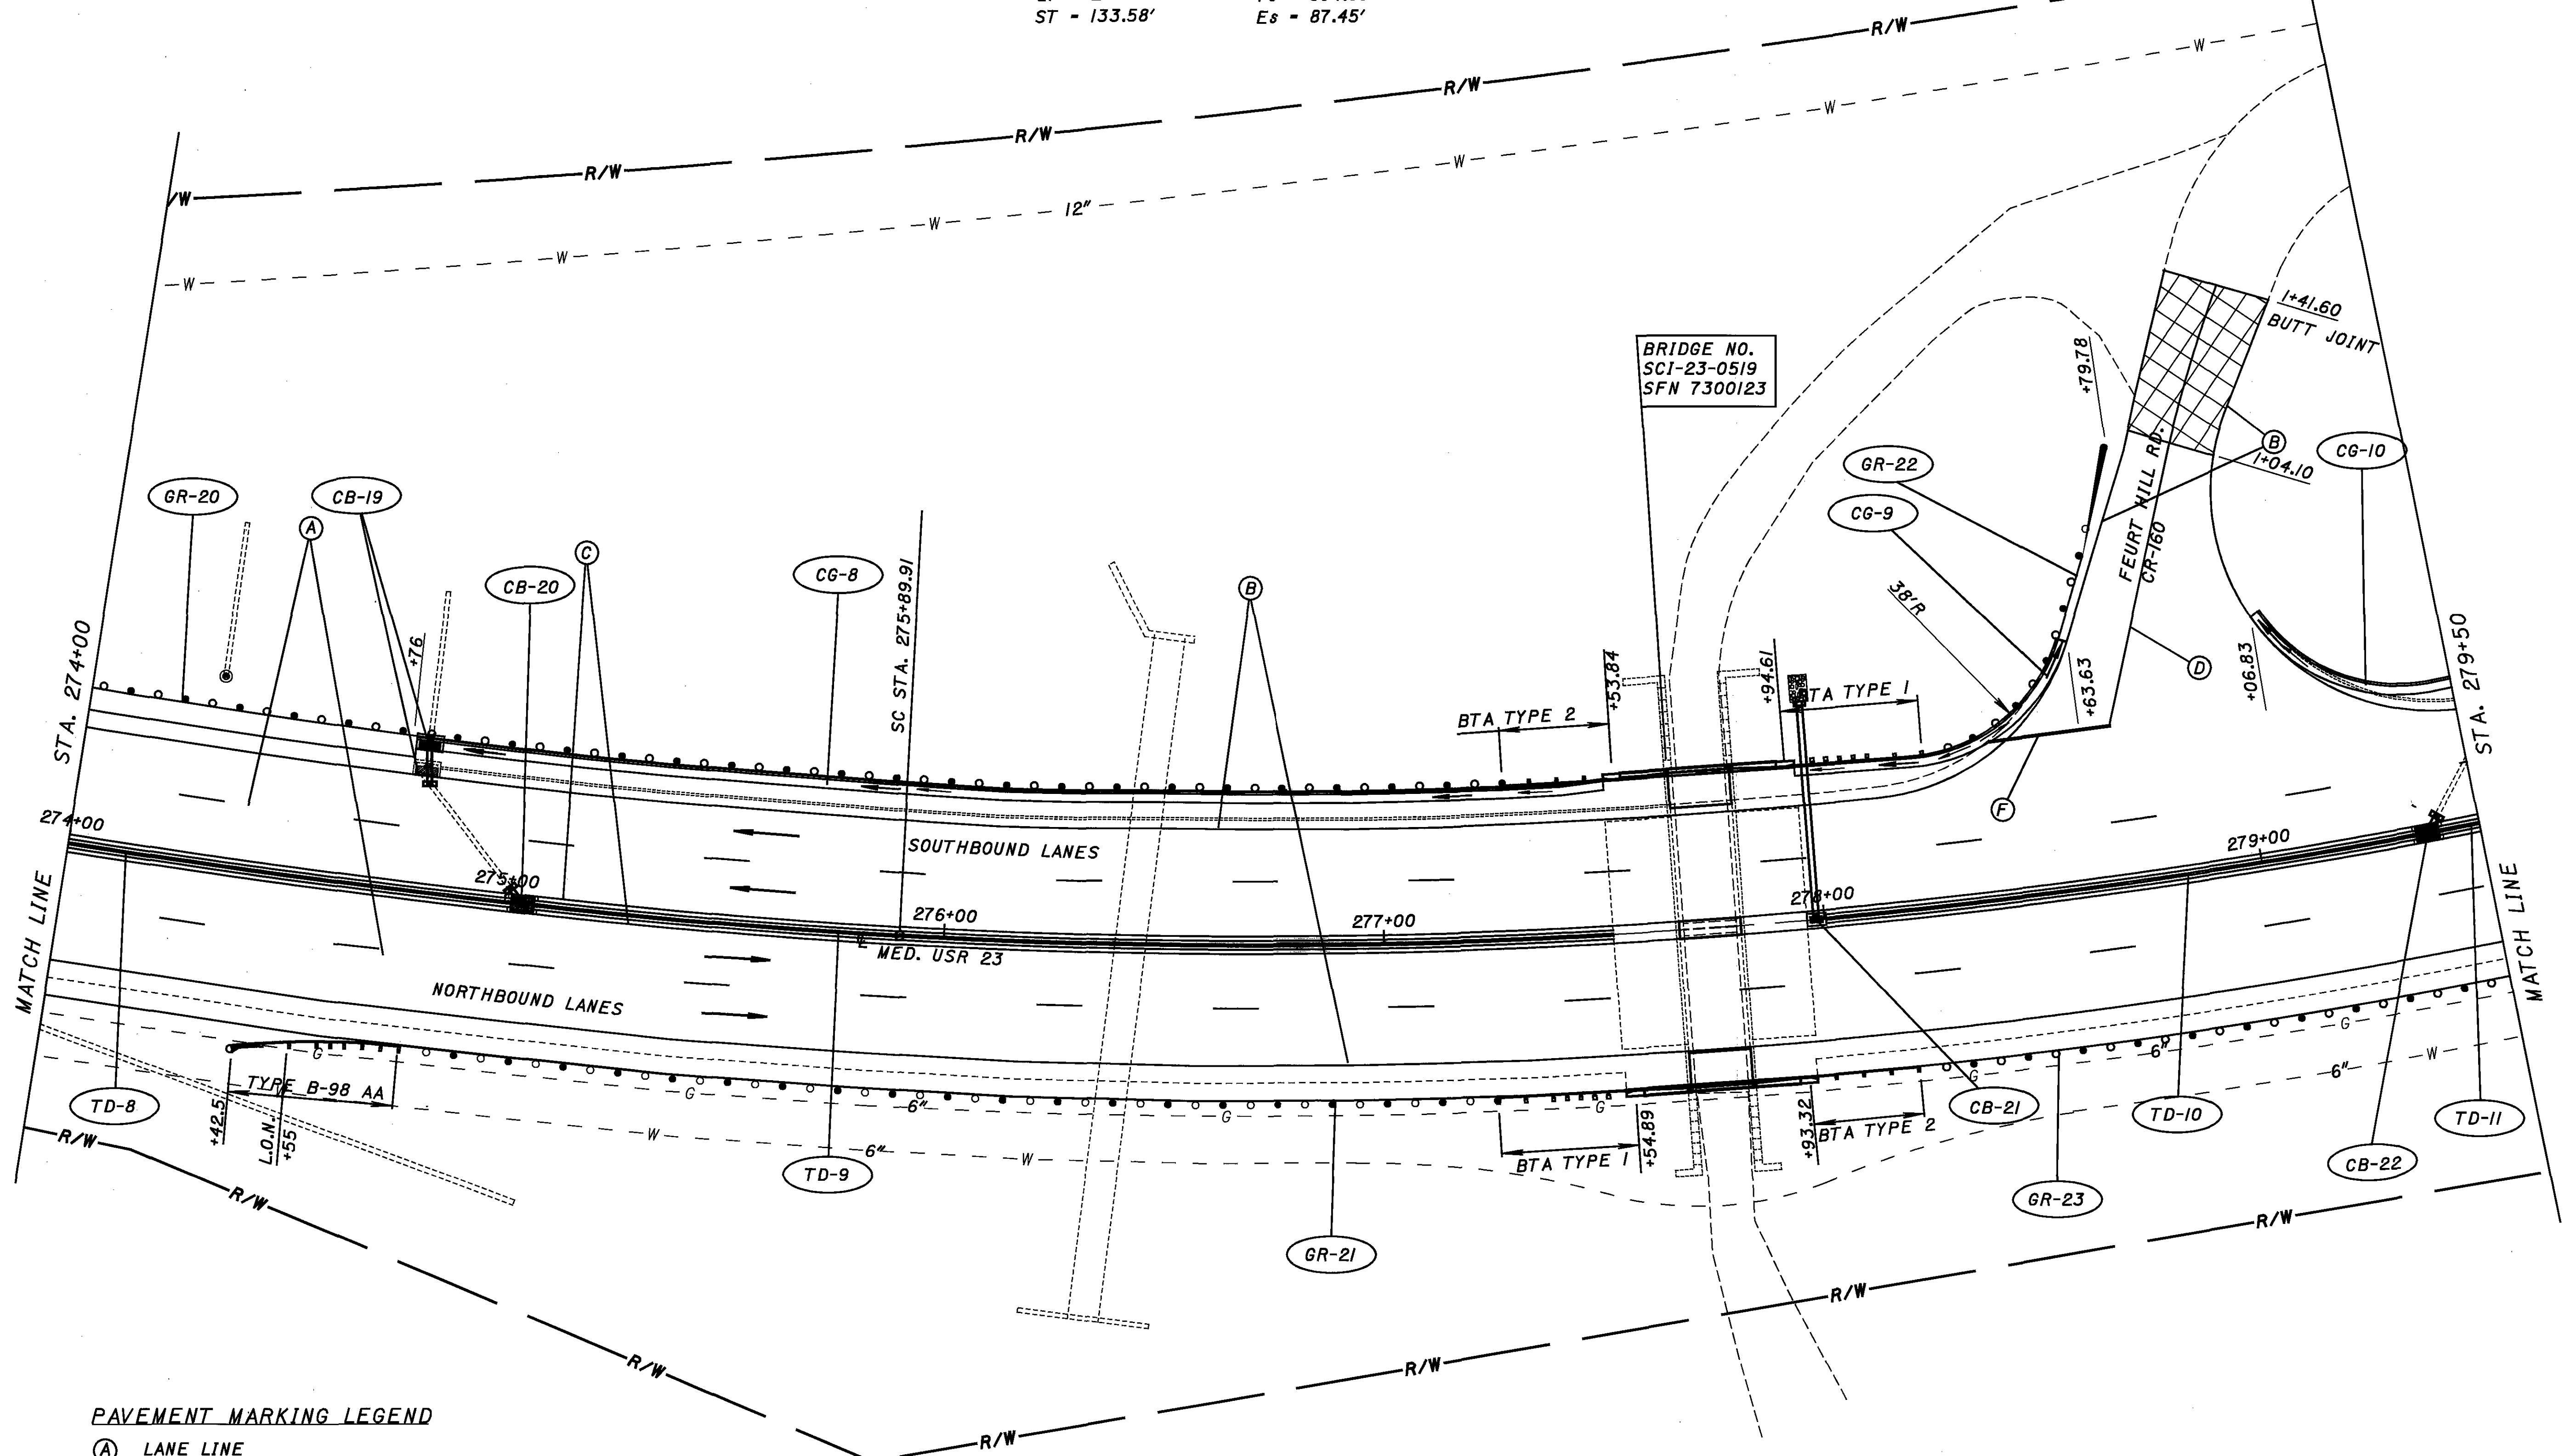 ST - 133.58'
Es - 87.45'
R/W
R/W
R/W
R/W
/W
W
W
W
12"
W
W
W
BRIDGE NO.
SCI-23-0519
SFN 7300123
1+41.60
BUTT JOINT
+79.78
B
1+04.10
CG-10
GR-22
CG-9
FEURT HILL RD.
CR-160
38'R
GR-20
A
CB-19
CB-20
C
CG-8
SC STA. 275+89.91
B
+76
STA. 274+00
BTA TYPE 2
+53.84
+94.61
TA TYPE 1
+63.63
D
+06.83
F
STA. 279+50
274+00
SOUTHBOUND LANES
275+00
276+00
277+00
278+00
279+00
MED. USR 23
MATCH LINE
NORTHBOUND LANES
MATCH LINE
G
TYPE B-98 AA
TD-8
+42.5
L.O.N.
+55
G
6"
G
G
G
6"
G
W
6"
W
W
6"
TD-9
BTA TYPE 1
+54.89
+93.32
BTA TYPE 2
CB-21
TD-10
TD-11
CB-22
GR-23
GR-21
R/W
R/W
R/W
R/W
R/W
R/W
R/W
PAVEMENT MARKING LEGEND
A LANE LINE